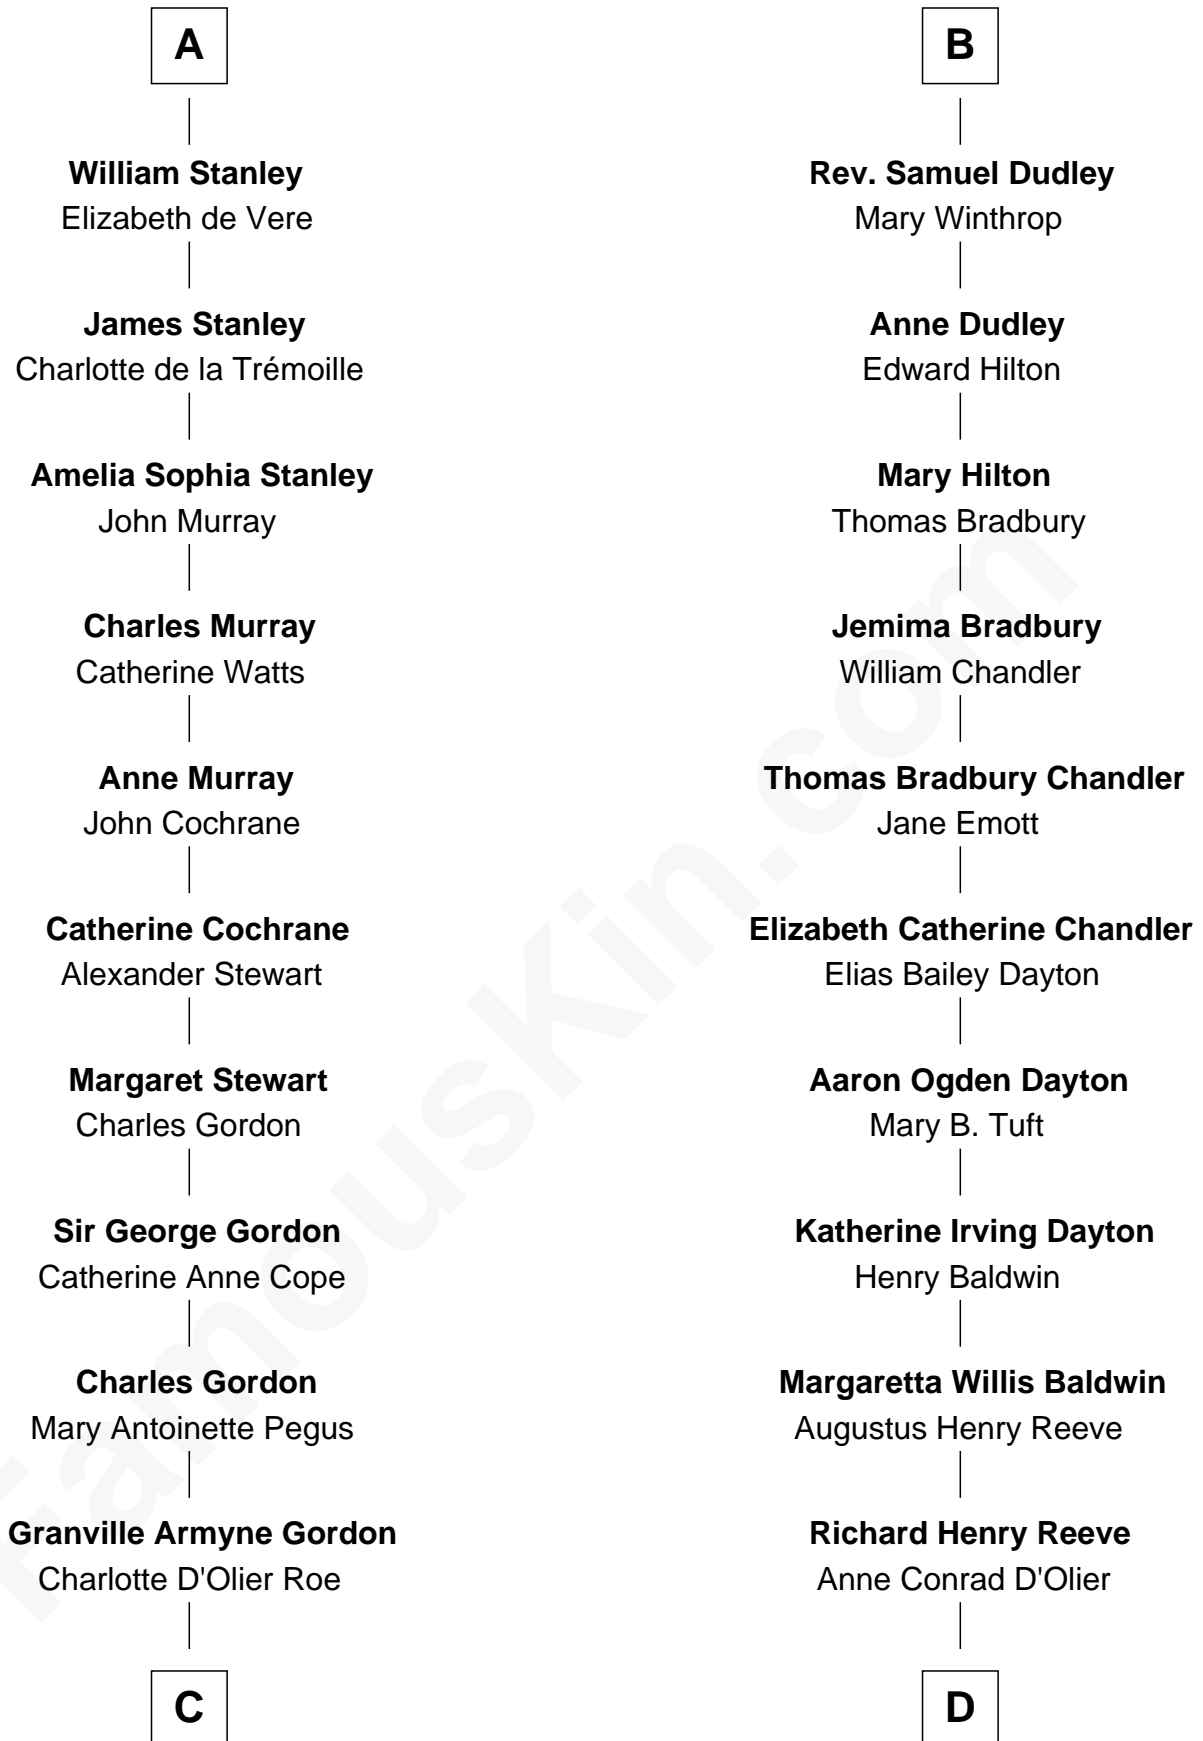 A
William Stanley
Elizabeth de Vere
James Stanley
Charlotte de la Trémoille
Amelia Sophia Stanley
John Murray
Charles Murray
Catherine Watts
Anne Murray
John Cochrane
Catherine Cochrane
Alexander Stewart
Margaret Stewart
Charles Gordon
Sir George Gordon
Catherine Anne Cope
Charles Gordon
Mary Antoinette Pegus
Granville Armyne Gordon
Charlotte D'Olier Roe
C
B
Rev. Samuel Dudley
Mary Winthrop
Anne Dudley
Edward Hilton
Mary Hilton
Thomas Bradbury
Jemima Bradbury
William Chandler
Thomas Bradbury Chandler
Jane Emott
Elizabeth Catherine Chandler
Elias Bailey Dayton
Aaron Ogden Dayton
Mary B. Tuft
Katherine Irving Dayton
Henry Baldwin
Margaretta Willis Baldwin
Augustus Henry Reeve
Richard Henry Reeve
Anne Conrad D'Olier
D
FamousKin.com